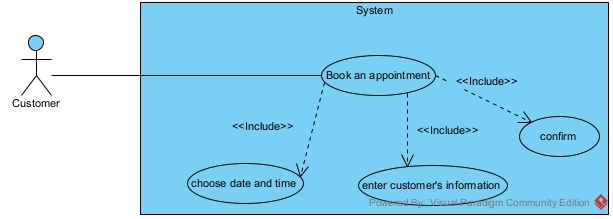 System
Customer
Book an appointment
<<Include>>
<<Include>>
<<Include>>
confirm
choose date and time
enter customer's infomation
Powered By Visual Paradigm Community Edition